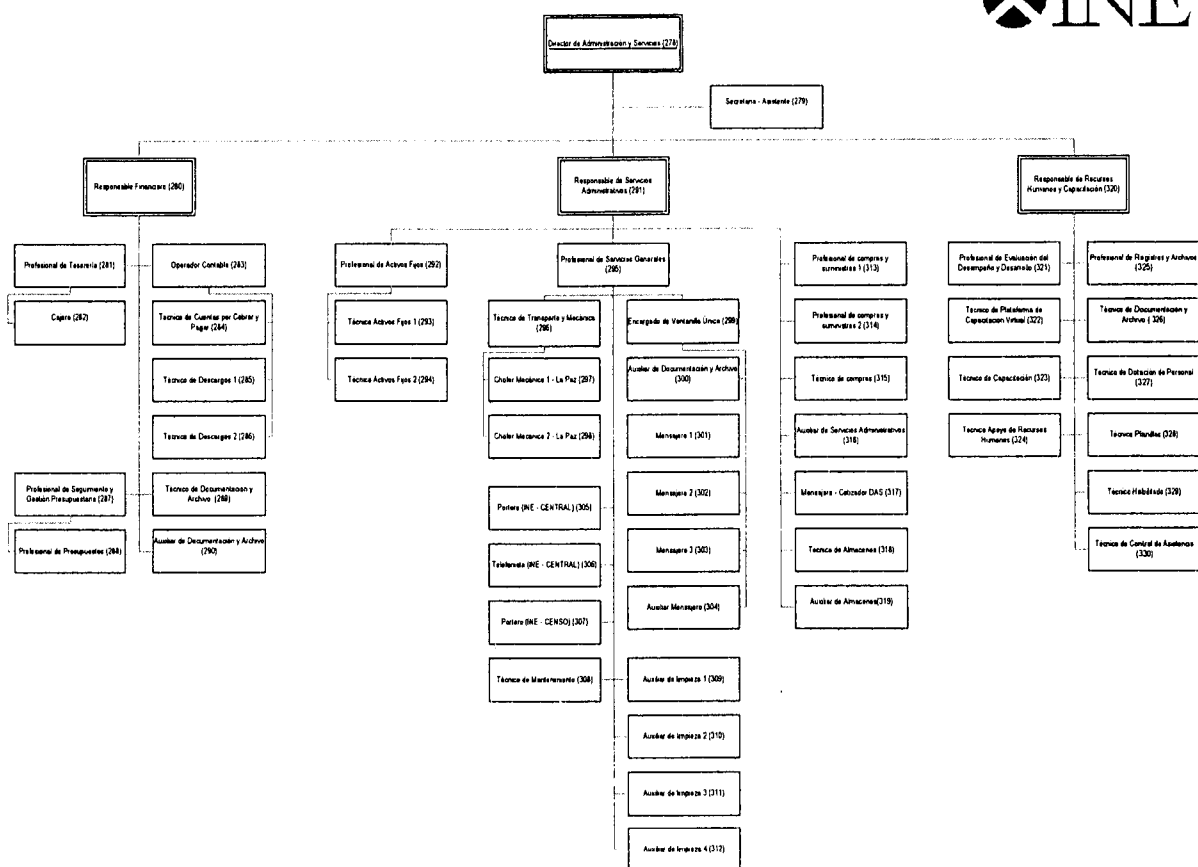 INE
Director de Administración y Servicios (278)
Secretaria - Asistente (279)
Responsable Financiero (280)
Responsable de Servicios
Administrativos (291)
Responsable de Recursos
Humanos y Capacitación (320)
Profesional de Tesorería (281)
Operador Contable (283)
Cajero (282)
Técnico de Cuentas por Cobrar y
Pagar (284)
Técnico de Descargos 1 (285)
Técnico de Descargos 2 (286)
Profesional de Seguimiento y
Gestión Presupuestaria (287)
Técnico de Documentación y
Archivo (289)
Profesional de Presupuestos (288)
Auxiliar de Documentación y Archivo
(290)
Profesional de Activos Fijos (292)
Técnico Activos Fijos 1 (293)
Técnico Activos Fijos 2 (294)
Profesional de Servicios Generales
(295)
Técnico de Transporte y Mecánica
(296)
Chofer Mecánico 1 - La Paz (297)
Chofer Mecánico 2 - La Paz (298)
Encargado de Ventanilla Única (299)
Auxiliar de Documentación y Archivo
(300)
Mensajero 1 (301)
Mensajero 2 (302)
Mensajero 3 (303)
Auxiliar Mensajero (304)
Portero (INE - CENTRAL) (305)
Telefonista (INE - CENTRAL) (306)
Portero (INE - CENSO) (307)
Técnico de Mantenimiento (308)
Auxiliar de limpieza 1 (309)
Auxiliar de limpieza 2 (310)
Auxiliar de limpieza 3 (311)
Auxiliar de limpieza 4 (312)
Profesional de compras y
suministros 1 (313)
Profesional de compras y
suministros 2 (314)
Técnico de compras (315)
Auxiliar de Servicios Administrativos
(316)
Mensajero - Cotizador DAS (317)
Técnico de Almacenes (318)
Auxiliar de Almacenes(319)
Profesional de Evaluación del
Desempeño y Desarrollo (321)
Técnico de Plataforma de
Capacitación Virtual (322)
Técnico de Capacitación (323)
Técnico Apoyo de Recursos
Humanos (324)
Profesional de Registros y Archivos
(325)
Técnico de Documentación y
Archivo (326)
Técnico de Dotación de Personal
(327)
Técnico Planillas (328)
Técnico Habilitado (329)
Técnico de Control de Asistencia
(330)